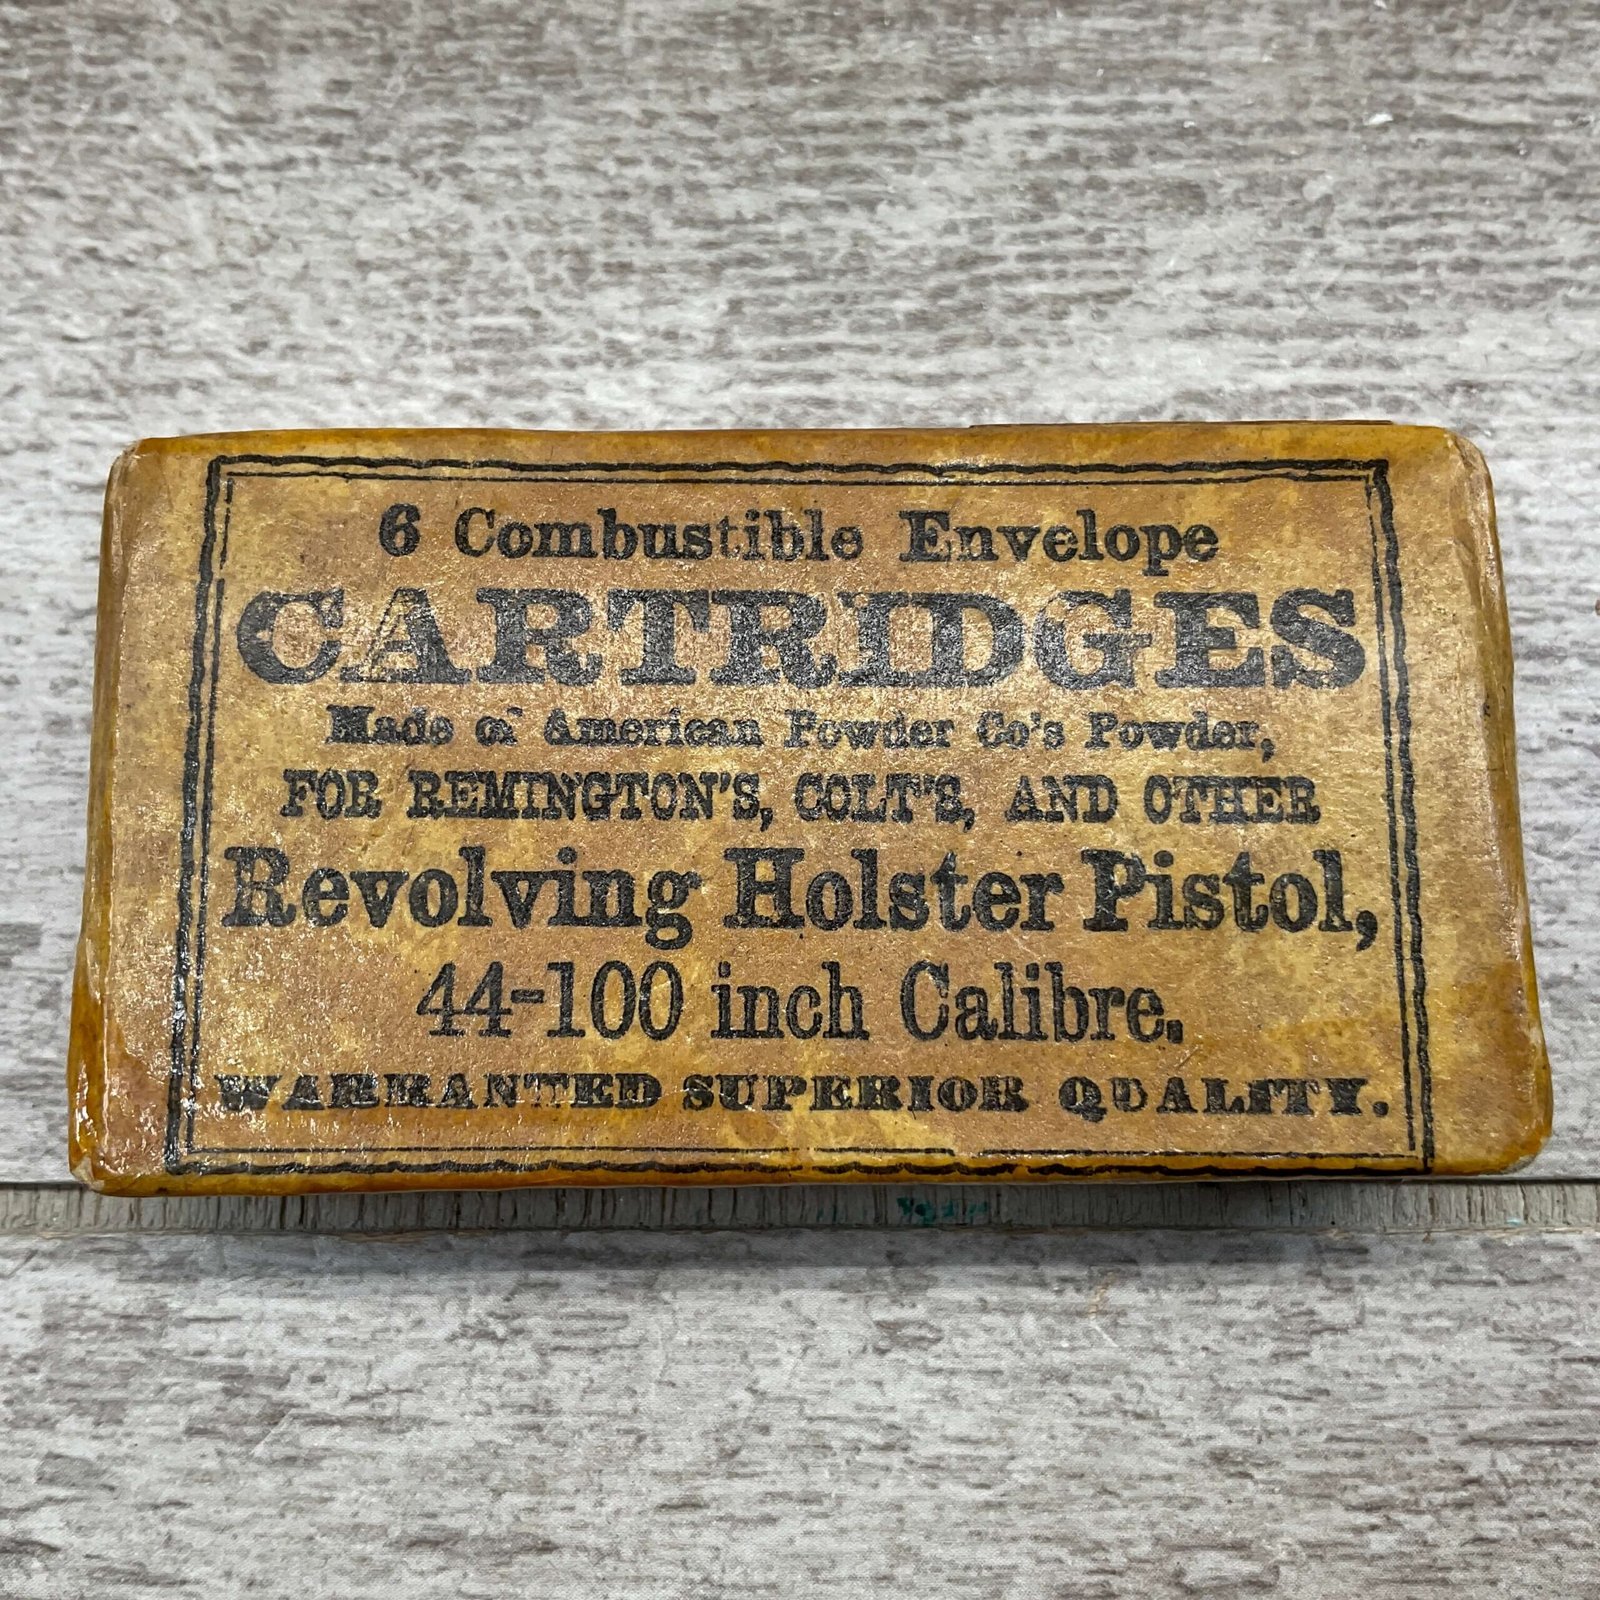 6 Combustible Envelope
CARTRIDGES
Made of American Powder Co's Powder,
FOR REMINGTON'S, COLT'S, AND OTHER
Revolving Holster Pistol,
44-100 inch Calibre.
WARRANTED SUPERIOR QUALITY.